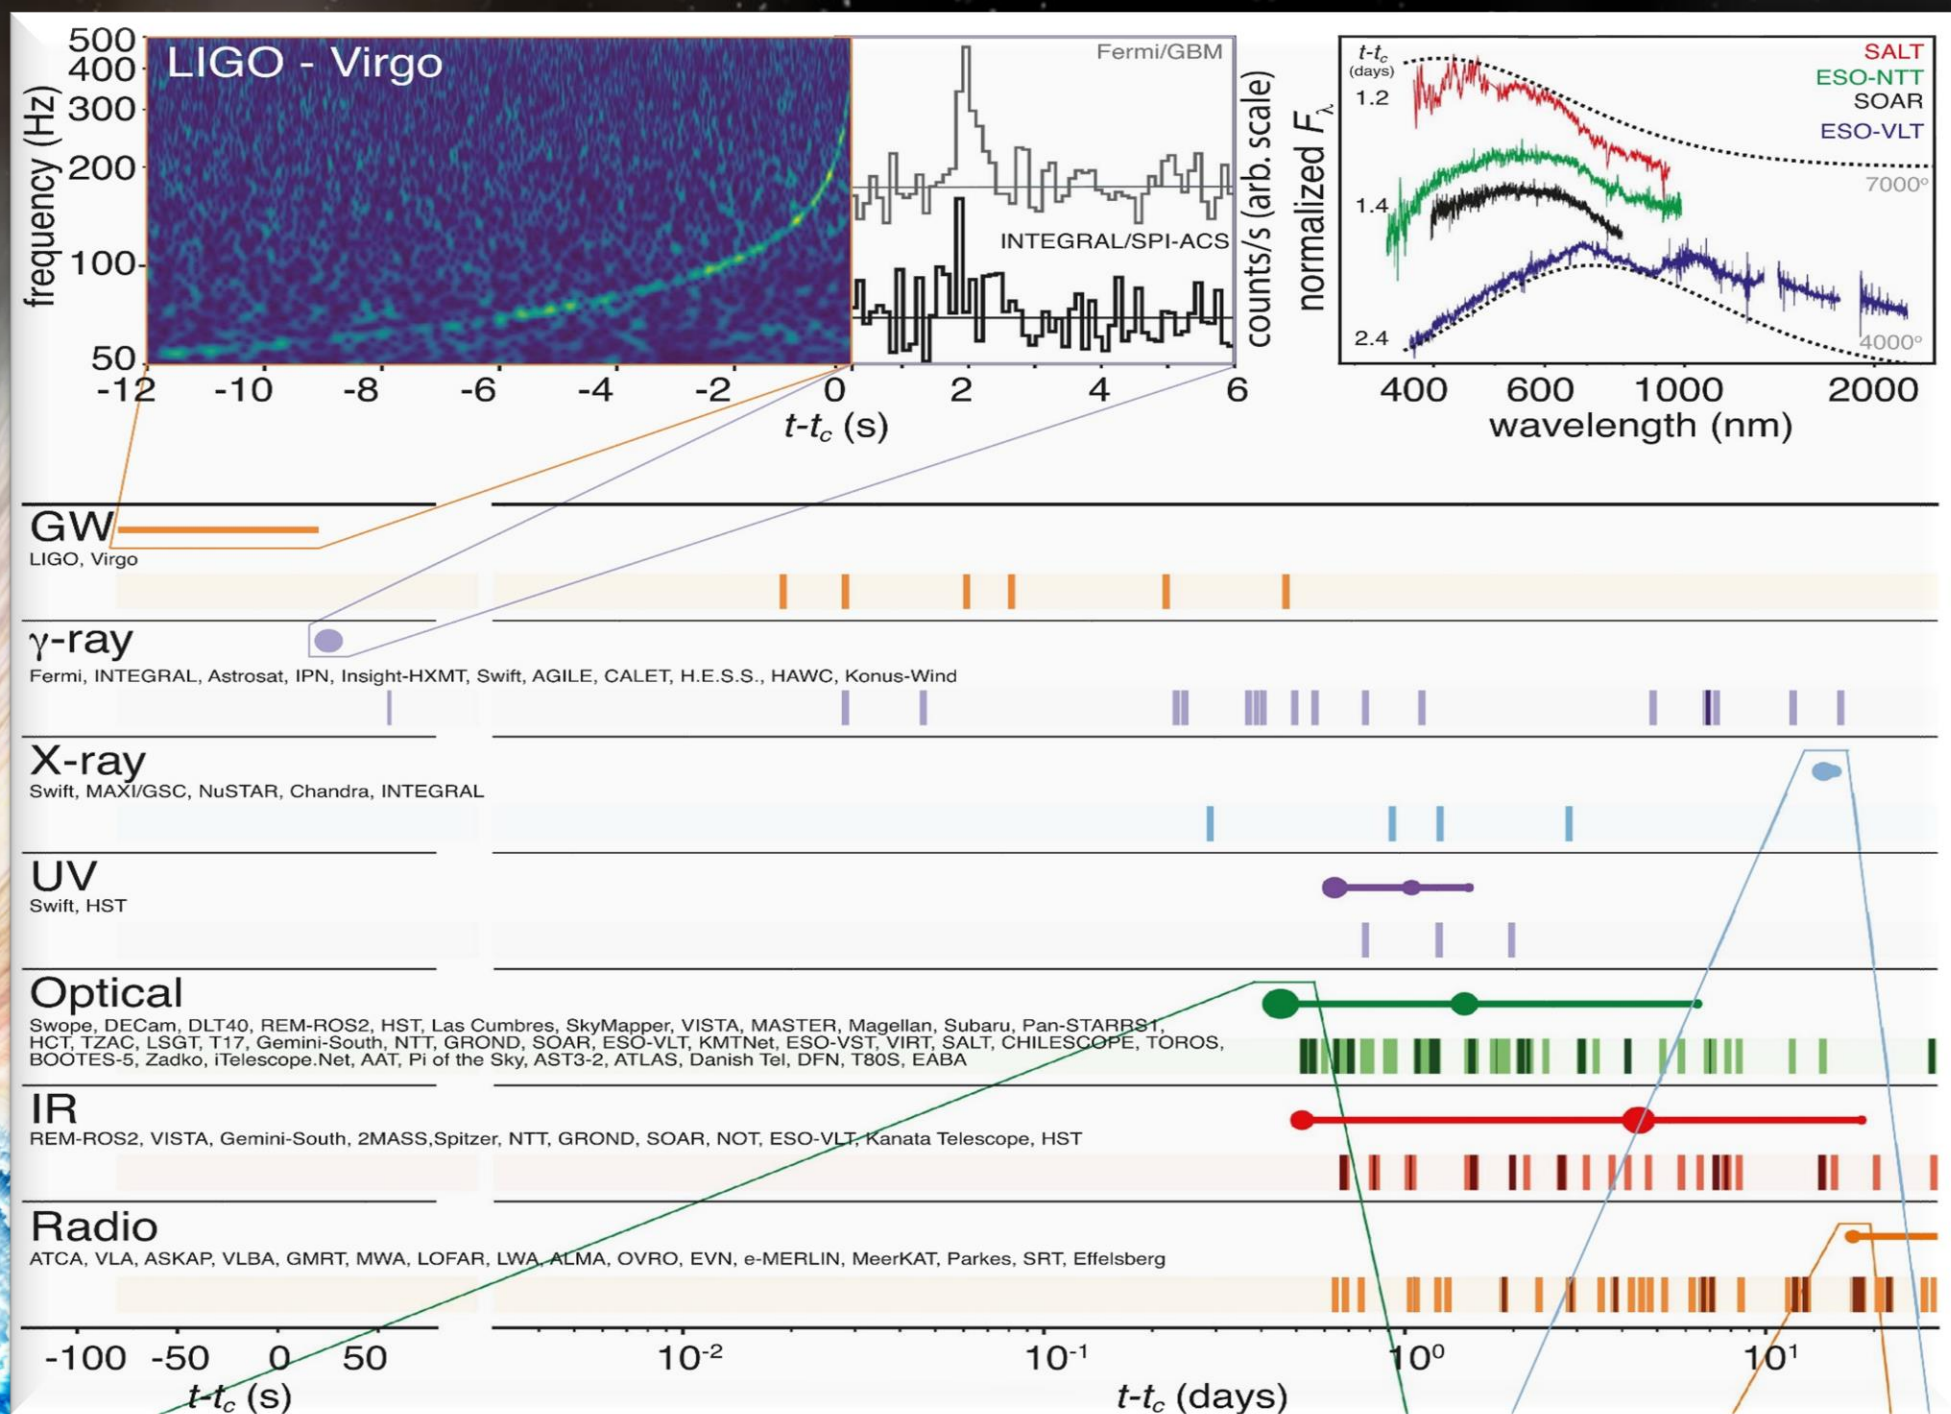 LIGO - Virgo
frequency (Hz)
500
400
300
200
100
50
Fermi/GBM
INTEGRAL/SPI-ACS
counts/s (arb. scale)
-12 -10 -8 -6 -4 -2 0 2 4 6
t-tc (s)
normalized Fλ
t-tc
(days)
1.2
1.4
2.4
SALT
ESO-NTT
SOAR
ESO-VLT
7000°
4000°
400 600 1000 2000
wavelength (nm)
GW
LIGO, Virgo
γ-ray
Fermi, INTEGRAL, Astrosat, IPN, Insight-HXMT, Swift, AGILE, CALET, H.E.S.S., HAWC, Konus-Wind
X-ray
Swift, MAXI/GSC, NuSTAR, Chandra, INTEGRAL
UV
Swift, HST
Optical
Swope, DECam, DLT40, REM-ROS2, HST, Las Cumbres, SkyMapper, VISTA, MASTER, Magellan, Subaru, Pan-STARRS1,
HCT, TZAC, LSGT, T17, Gemini-South, NTT, GROND, SOAR, ESO-VLT, KMTNet, ESO-VST, VIRT, SALT, CHILESCOPE, TOROS,
BOOTES-5, Zadko, iTelescope.Net, AAT, Pi of the Sky, AST3-2, ATLAS, Danish Tel, DFN, T80S, EABA
IR
REM-ROS2, VISTA, Gemini-South, 2MASS,Spitzer, NTT, GROND, SOAR, NOT, ESO-VLT, Kanata Telescope, HST
Radio
ATCA, VLA, ASKAP, VLBA, GMRT, MWA, LOFAR, LWA, ALMA, OVRO, EVN, e-MERLIN, MeerKAT, Parkes, SRT, Effelsberg
-100 -50 0 50 10⁻² 10⁻¹ 10⁰ 10¹
t-tc (s) t-tc (days)